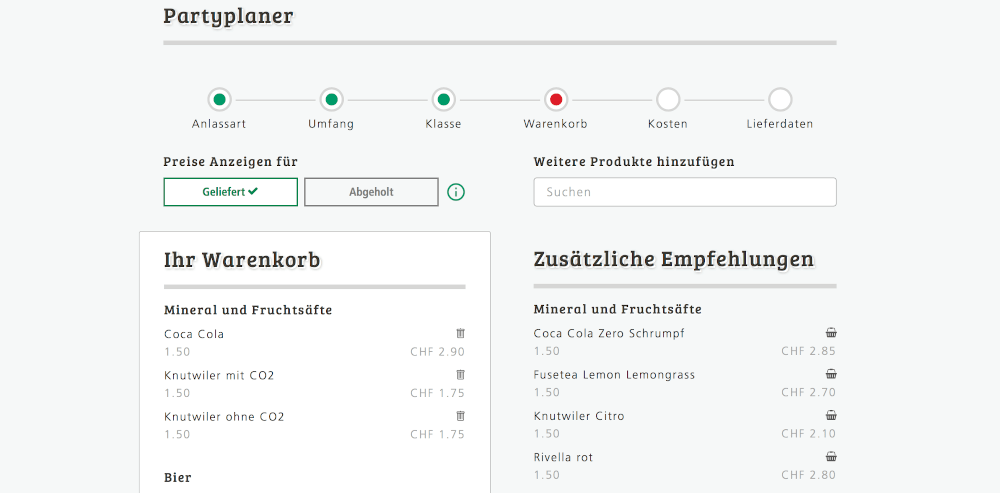 Partyplaner
Anlassart
Umfang
Klasse
Warenkorb
Kosten
Lieferdaten
Preise Anzeigen für
Geliefert
Abgeholt
Weitere Produkte hinzufügen
Suchen
Ihr Warenkorb
Mineral und Fruchtsäfte
Coca Cola
1.50 CHF 2.90
Knutwiler mit CO2
1.50 CHF 1.75
Knutwiler ohne CO2
1.50 CHF 1.75
Bier
Zusätzliche Empfehlungen
Mineral und Fruchtsäfte
Coca Cola Zero Schrumpf
1.50 CHF 2.85
Fusetea Lemon Lemongrass
1.50 CHF 2.70
Knutwiler Citro
1.50 CHF 2.10
Rivella rot
1.50 CHF 2.80